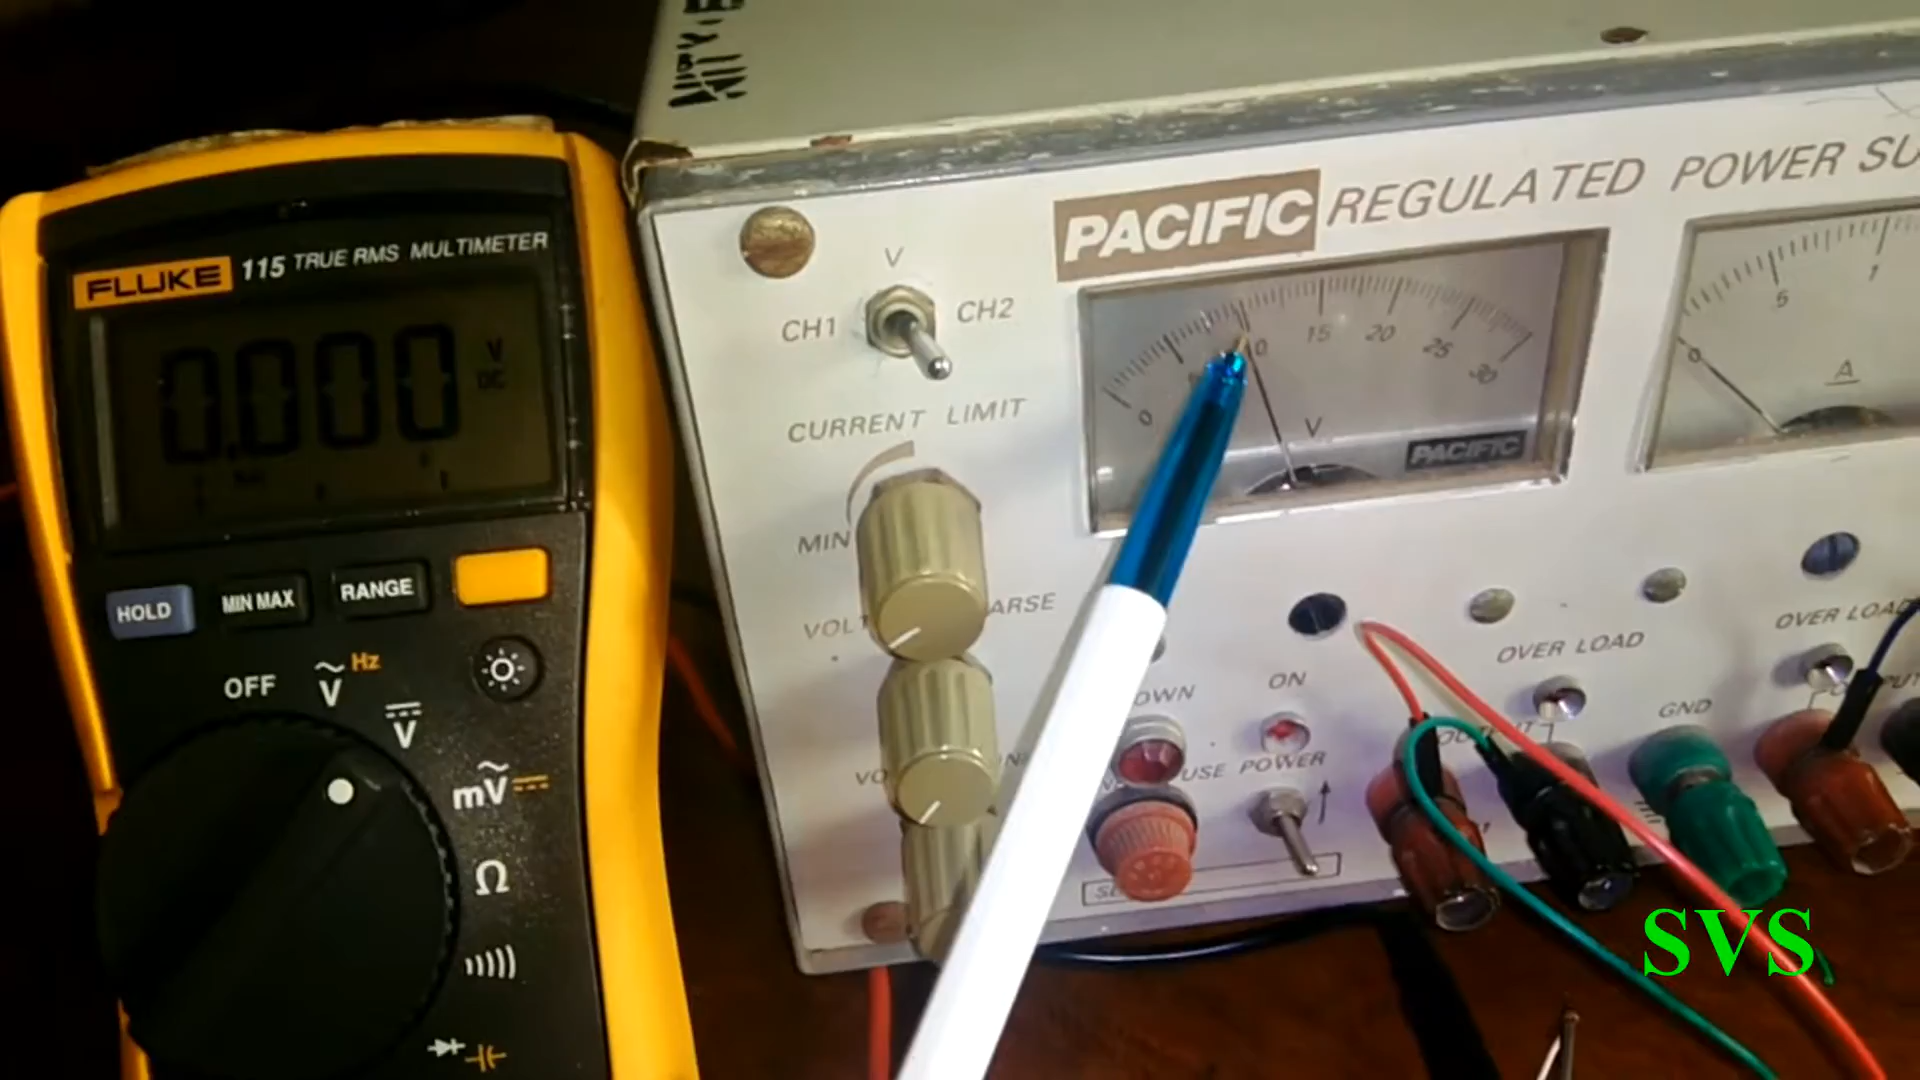 FLUKE 115 TRUE RMS MULTIMETER
0.000 V DC
HOLD MIN MAX RANGE
OFF
V Hz
V
mV
Ω
PACIFIC REGULATED POWER SU
V
CH1 CH2
CURRENT LIMIT
MIN
ARSE
0 15 20 25 30
V
PACIFIC
0 5 1
A
ON
OVER LOAD
OVER LOAD
POWER
GND
SVS